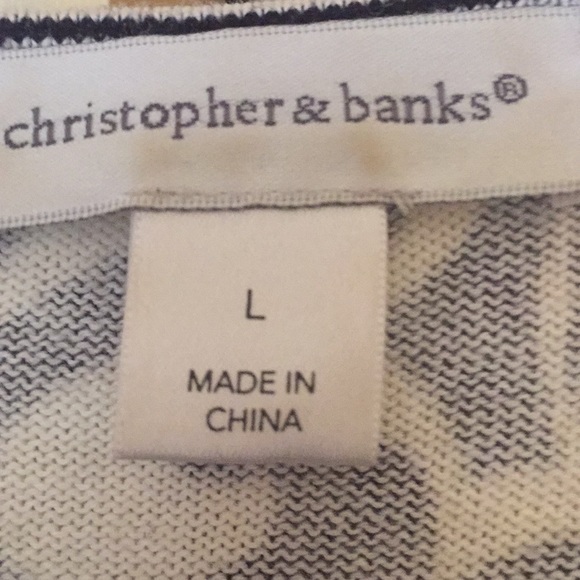 christopher & banks®
L
MADE IN
CHINA